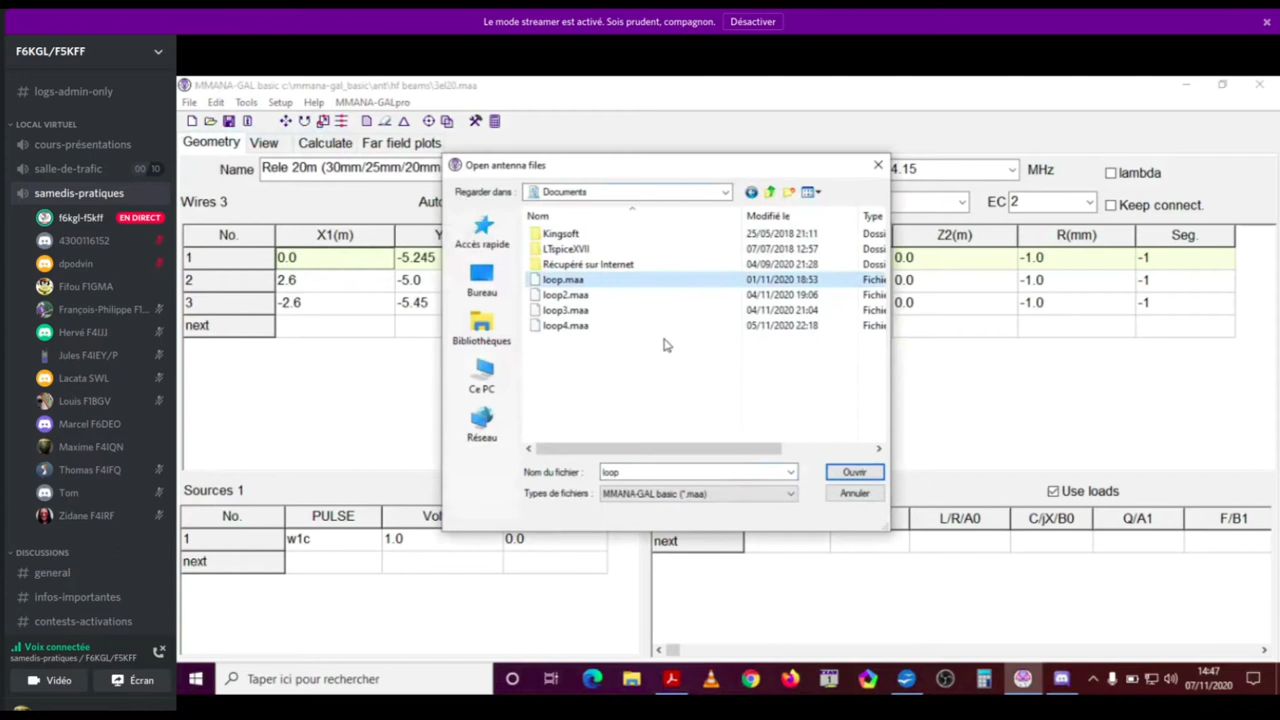 Le mode streamer est activé. Sois prudent, compagnon. Désactiver
F6KGL/F5KFF
# logs-admin-only
LOCAL VIRTUEL
cours-présentations
salle-de-trafic 00 10
samedis-pratiques
f6kgl-f5kff EN DIRECT
4300116152
dpodvin
Fifou F1GMA
François-Philippe F1...
Hervé F4IJJ
Jules F4IEY/P
Lacata SWL
Louis F1BGV
Marcel F6DEO
Maxime F4IQN
Thomas F4IFQ
Tom
Zidane F4IRF
DISCUSSIONS
# general
# infos-importantes
# contests-activations
Voix connectée
samedis-pratiques / F6KGL/F5KFF
Vidéo Écran
MMANA-GAL basic c:\mmana-gal_basic\ant\hf beams\3el20.maa
File Edit Tools Setup Help MMANA-GALpro
Geometry View Calculate Far field plots
Name Rele 20m (30mm/25mm/20mm 4.15 MHz lambda
Wires 3 Auto EC 2 Keep connect.
No. X1(m) Y Z2(m) R(mm) Seg.
1 0.0 -5.245 0.0 -1.0 -1
2 2.6 -5.0 0.0 -1.0 -1
3 -2.6 -5.45 0.0 -1.0 -1
next
Open antenna files
Regarder dans : Documents
Nom Modifié le Type
Kingsoft 25/05/2018 21:11 Dossi
LTspiceXVII 07/07/2018 12:57 Dossi
Récupéré sur Internet 04/09/2020 21:28 Dossi
loop.maa 01/11/2020 18:53 Fichie
loop2.maa 04/11/2020 19:06 Fichie
loop3.maa 04/11/2020 21:04 Fichie
loop4.maa 05/11/2020 22:18 Fichie
Accès rapide
Bureau
Bibliothèques
Ce PC
Réseau
Nom du fichier : loop Ouvrir
Types de fichiers : MMANA-GAL basic (*.maa) Annuler
Sources 1 Use loads
No. PULSE Vol L/R/A0 C/jX/B0 Q/A1 F/B1
1 w1c 1.0 0.0 next
next
Taper ici pour rechercher
14:47
07/11/2020